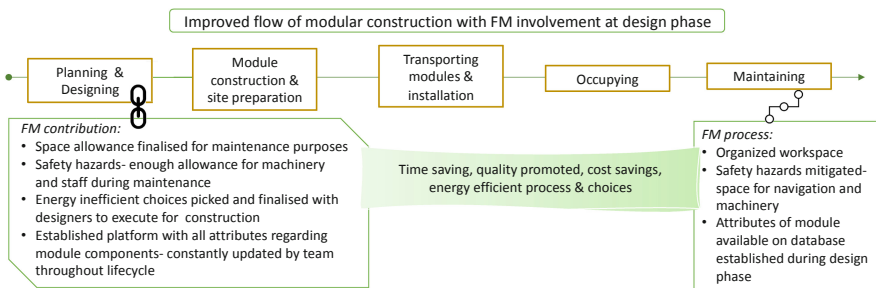 Improved flow of modular construction with FM involvement at design phase
Planning &
Designing
Module
construction &
site preparation
Transporting
modules &
installation
Occupying
Maintaining
FM contribution:
• Space allowance finalised for maintenance purposes
• Safety hazards- enough allowance for machinery
and staff during maintenance
• Energy inefficient choices picked and finalised with
designers to execute for construction
• Established platform with all attributes regarding
module components- constantly updated by team
throughout lifecycle
Time saving, quality promoted, cost savings,
energy efficient process & choices
FM process:
• Organized workspace
• Safety hazards mitigated-
space for navigation and
machinery
• Attributes of module
available on database
established during design
phase